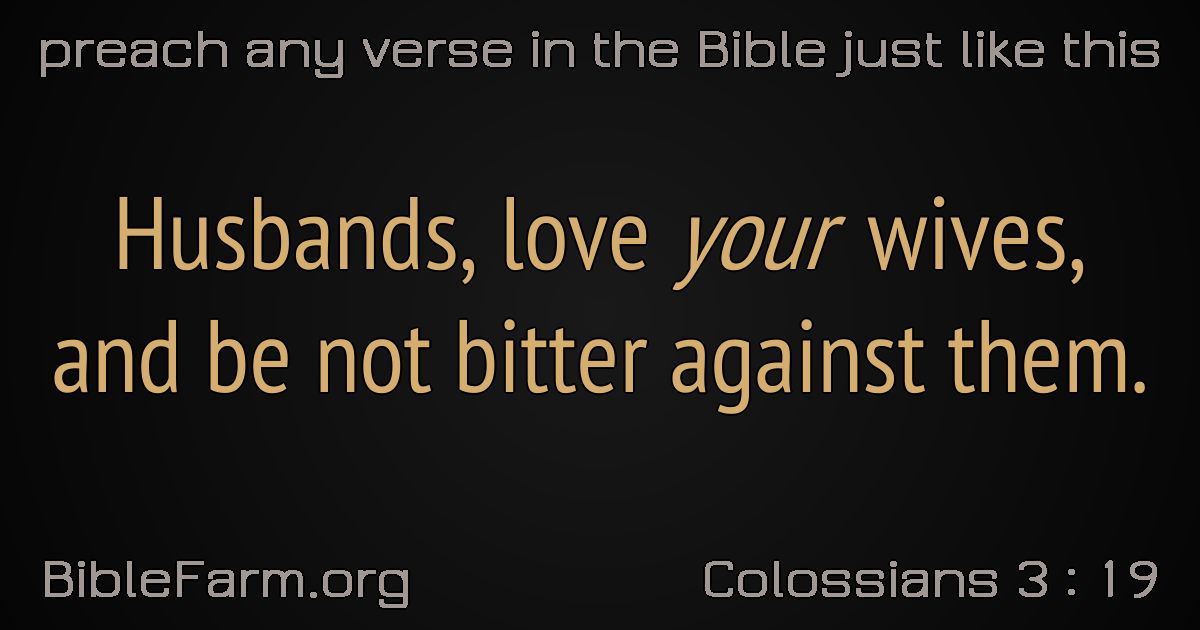 preach any verse in the Bible just like this
Husbands, love your wives,
and be not bitter against them.
BibleFarm.org
Colossians 3 : 19